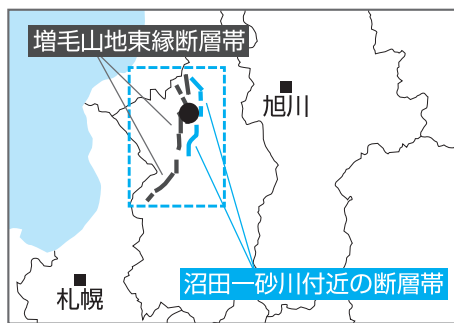 増毛山地東縁断層帯
旭川
沼田ー砂川付近の断層帯
札幌